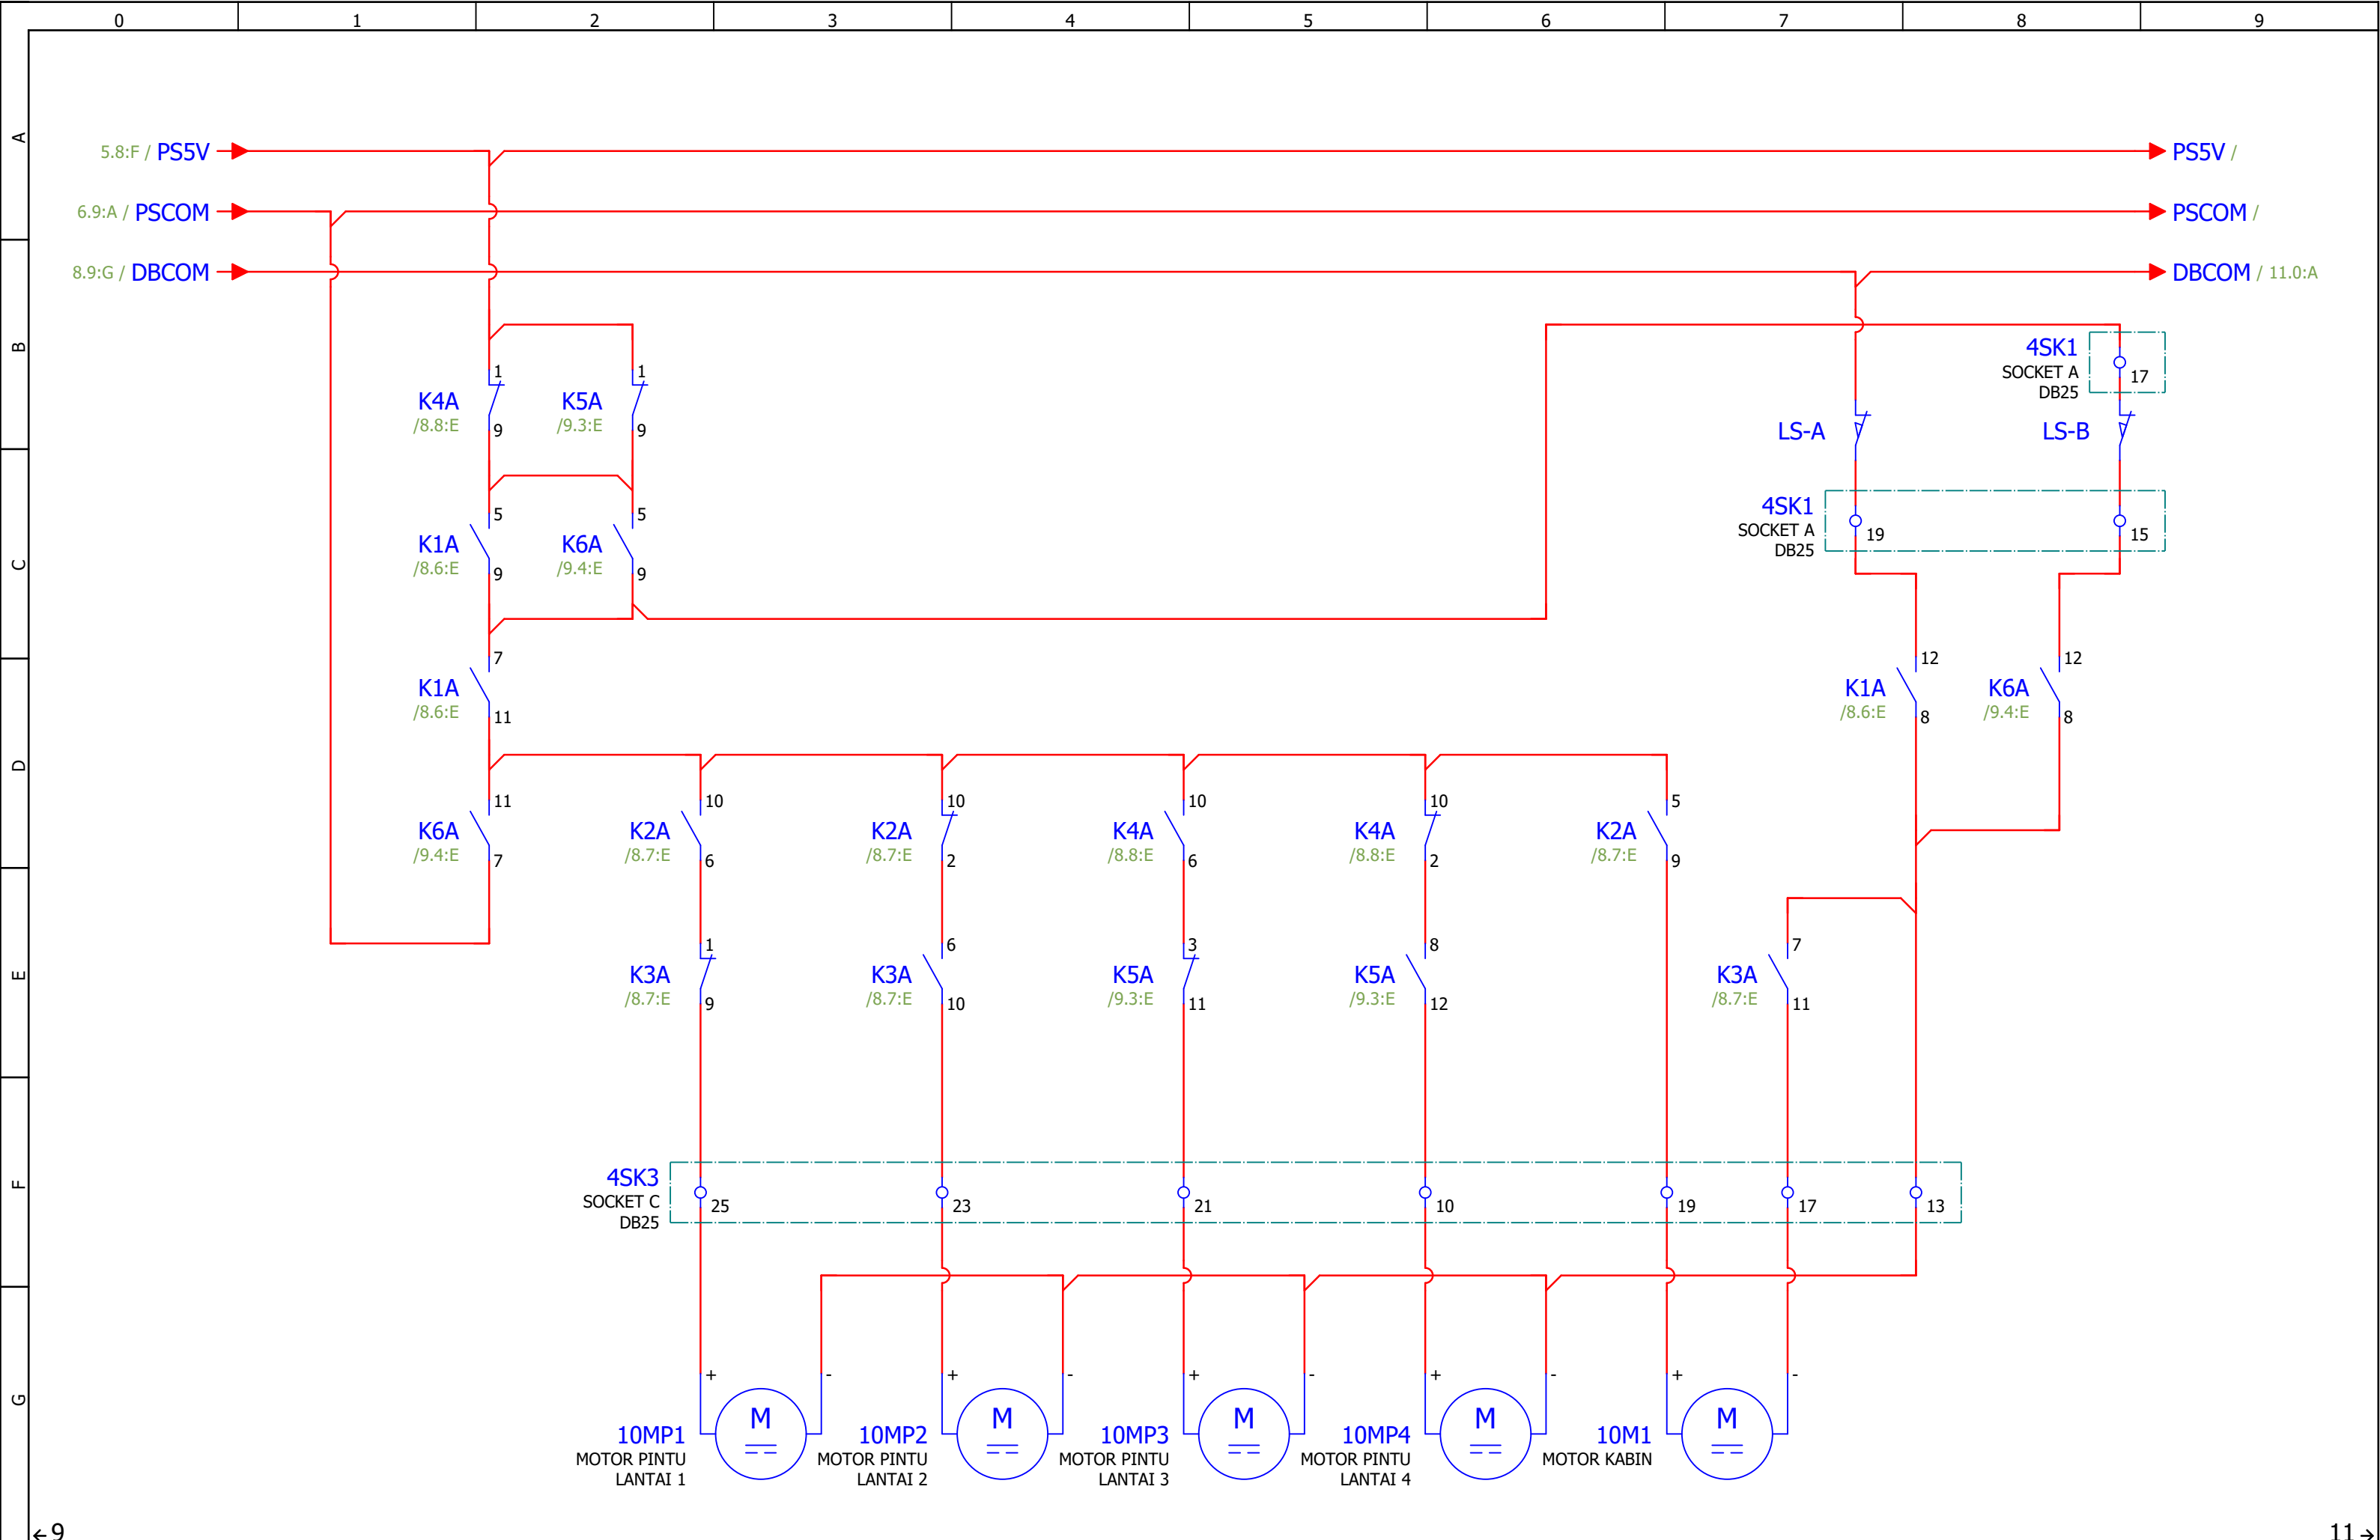 0 1 2 3 4 5 6 7 8 9
A
5.8:F / PS5V
PS5V /
6.9:A / PSCOM
PSCOM /
8.9:G / DBCOM
DBCOM / 11.0:A
B
4SK1
SOCKET A
DB25
17
1
K4A
/8.8:E
9
1
K5A
/9.3:E
9
LS-A
LS-B
C
4SK1
SOCKET A
DB25
19
15
5
K1A
/8.6:E
9
5
K6A
/9.4:E
9
D
7
K1A
/8.6:E
11
12
K1A
/8.6:E
8
12
K6A
/9.4:E
8
11
K6A
/9.4:E
7
10
K2A
/8.7:E
6
10
K2A
/8.7:E
2
10
K4A
/8.8:E
6
10
K4A
/8.8:E
2
5
K2A
/8.7:E
9
E
1
K3A
/8.7:E
9
6
K3A
/8.7:E
10
3
K5A
/9.3:E
11
8
K5A
/9.3:E
12
7
K3A
/8.7:E
11
F
4SK3
SOCKET C
DB25
25
23
21
10
19
17
13
G
+ -
M
10MP1
MOTOR PINTU
LANTAI 1
+ -
M
10MP2
MOTOR PINTU
LANTAI 2
+ -
M
10MP3
MOTOR PINTU
LANTAI 3
+ -
M
10MP4
MOTOR PINTU
LANTAI 4
+ -
M
10M1
MOTOR KABIN
←9
11→